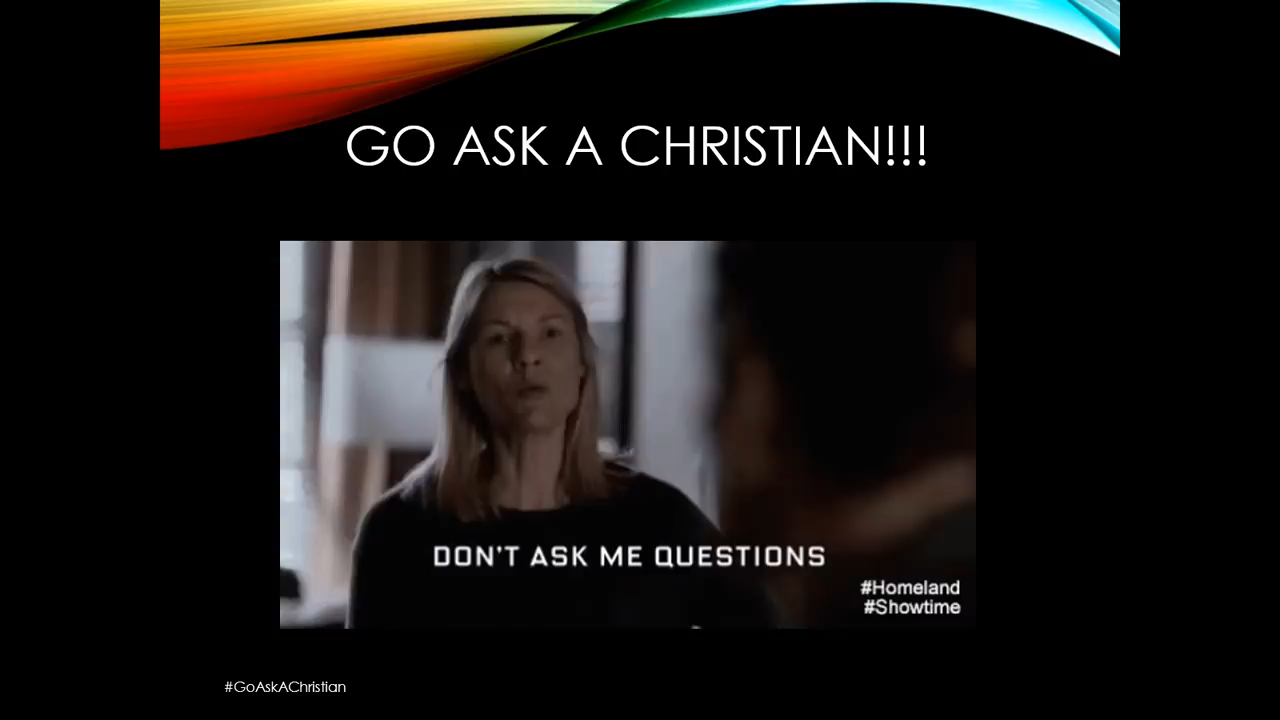 GO ASK A CHRISTIAN!!!
DON'T ASK ME QUESTIONS
#Homeland
#Showtime
#GoAskAChristian